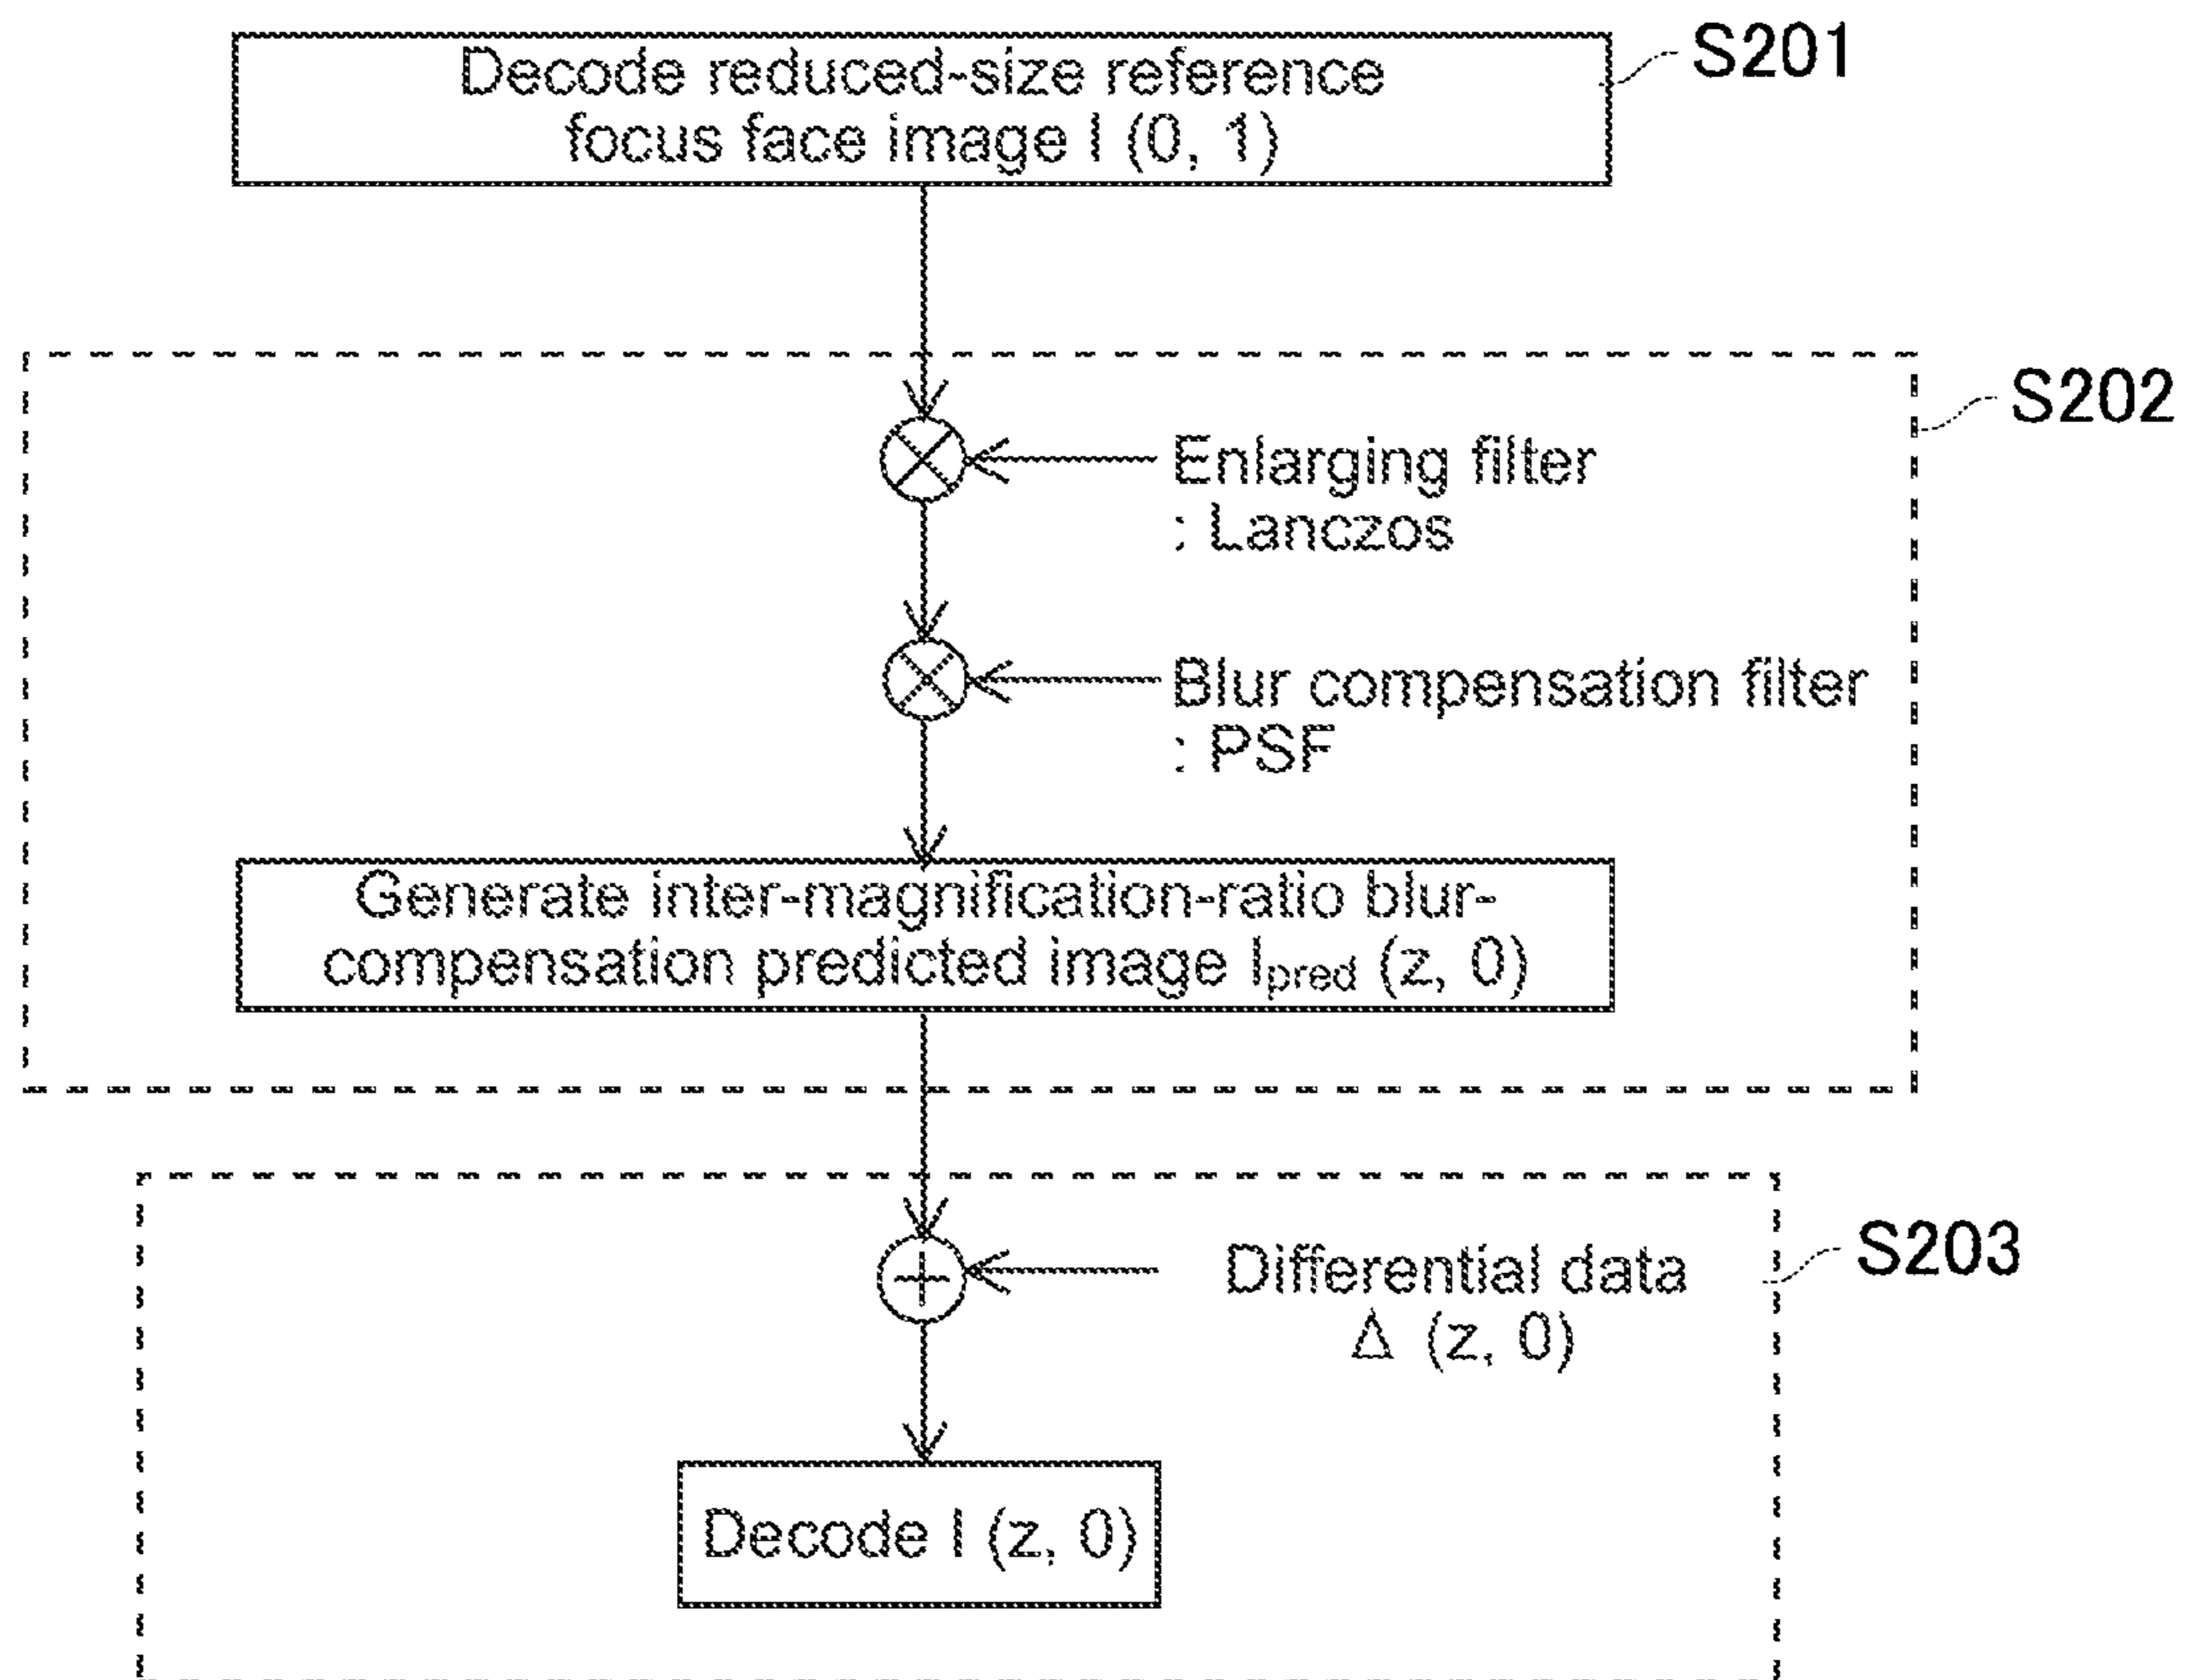 Decode reduced-size reference
focus face image I (0, 1)
S201
S202
Enlarging filter
: Lanczos
Blur compensation filter
: PSF
Generate inter-magnification-ratio blur-
compensation predicted image Ipred (z, 0)
S203
Differential data
Δ (z, 0)
Decode I (z, 0)